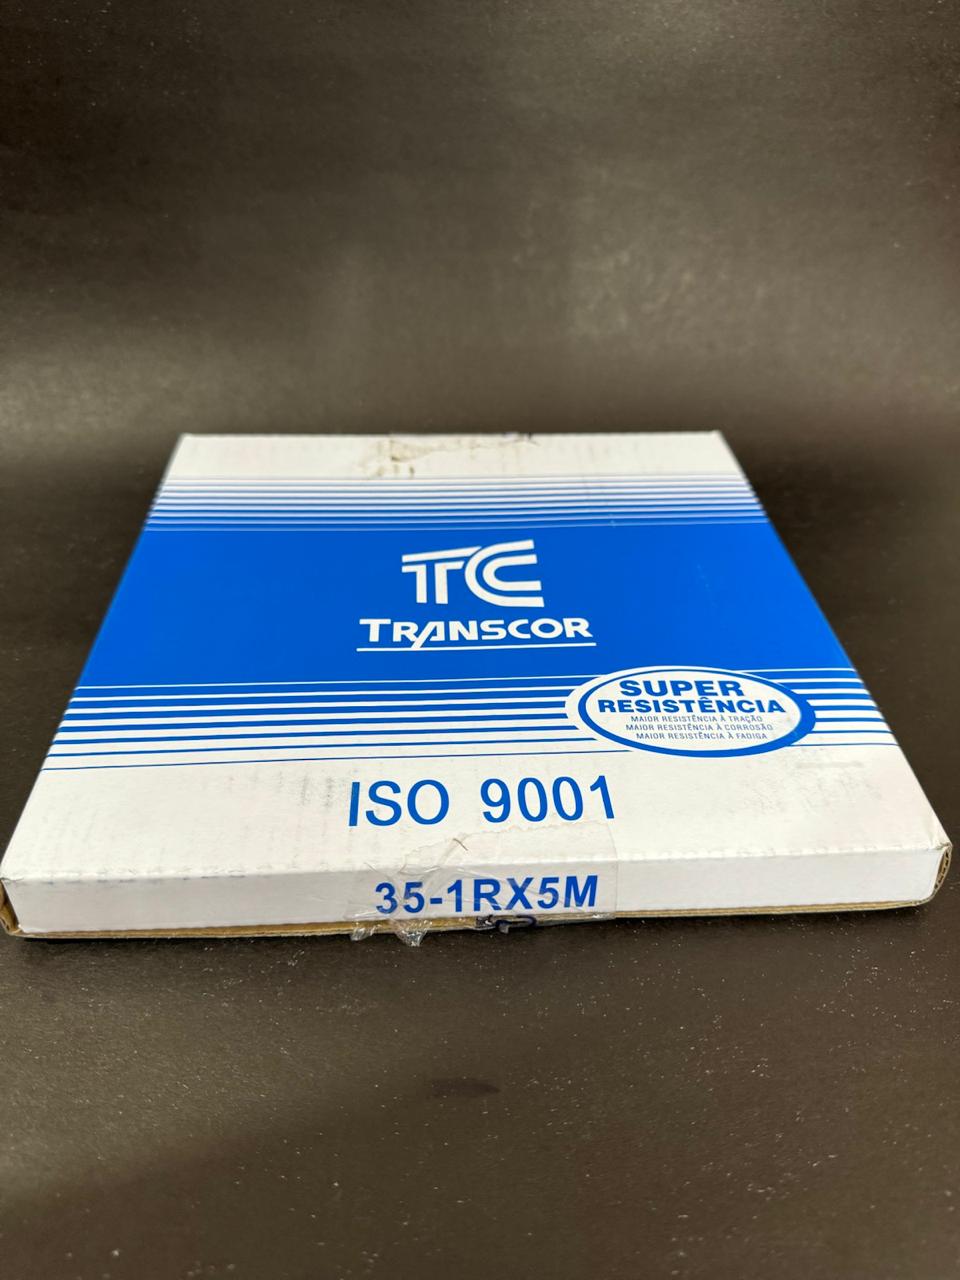 TC
TRANSCOR
SUPER
RESISTÊNCIA
MAIOR RESISTÊNCIA À TRAÇÃO
MAIOR RESISTÊNCIA À CORROSÃO
MAIOR RESISTÊNCIA À FADIGA
ISO 9001
35-1RX5M